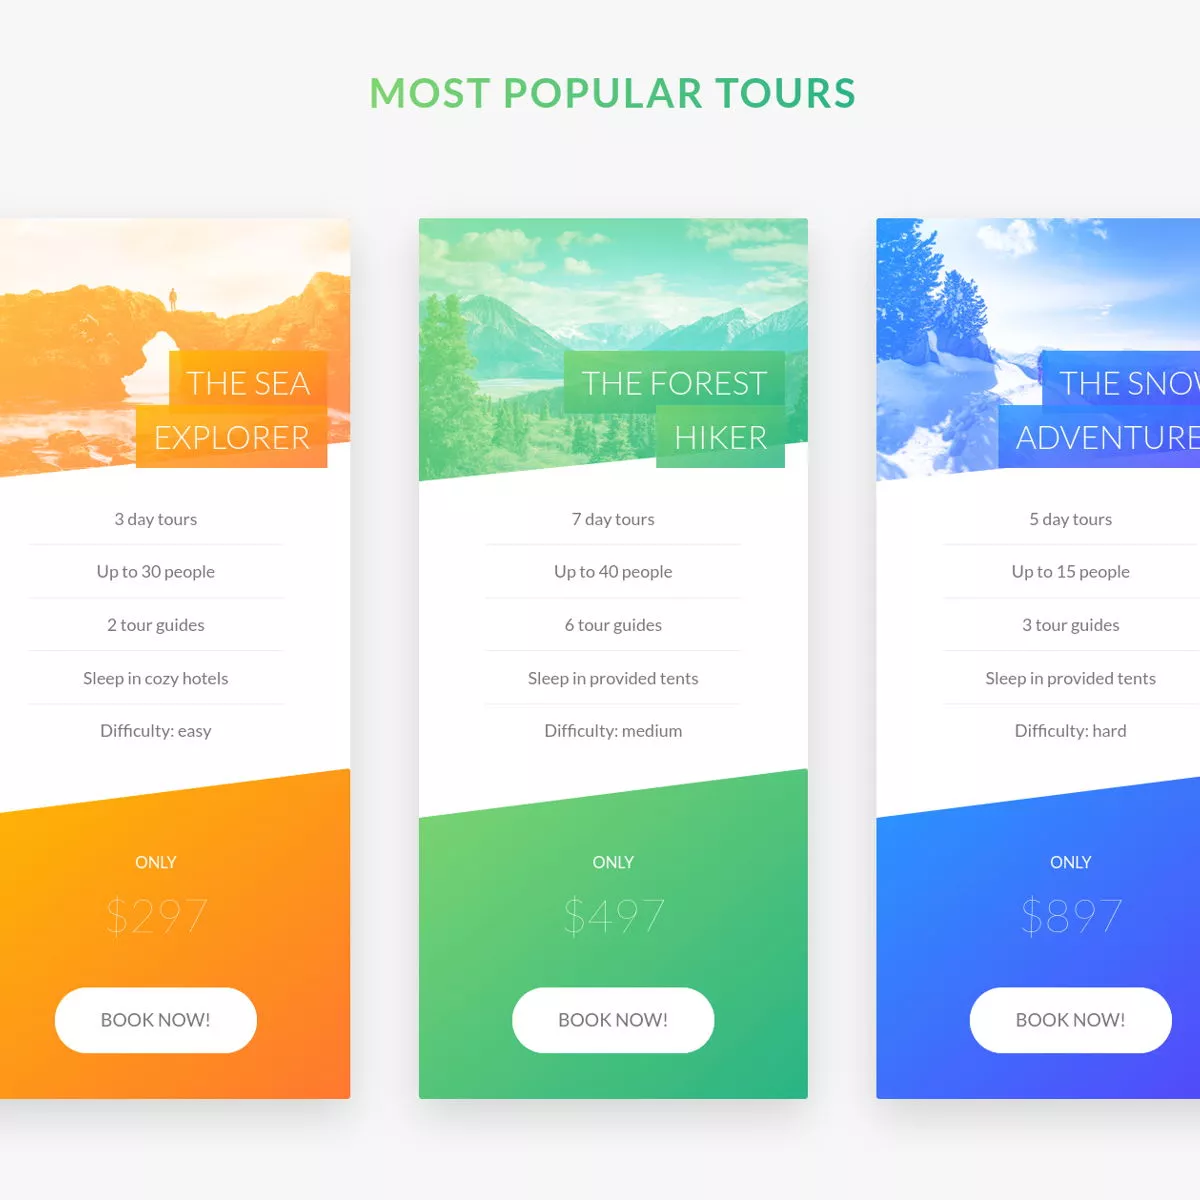 MOST POPULAR TOURS
THE SEA
EXPLORER
3 day tours
Up to 30 people
2 tour guides
Sleep in cozy hotels
Difficulty: easy
ONLY
$297
BOOK NOW!
THE FOREST
HIKER
7 day tours
Up to 40 people
6 tour guides
Sleep in provided tents
Difficulty: medium
ONLY
$497
BOOK NOW!
THE SNOW
ADVENTURE
5 day tours
Up to 15 people
3 tour guides
Sleep in provided tents
Difficulty: hard
ONLY
$897
BOOK NOW!